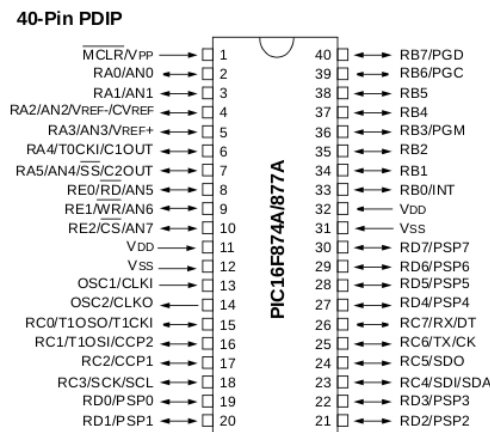 40-Pin PDIP
MCLR/VPP 1 40 RB7/PGD
RA0/AN0 2 39 RB6/PGC
RA1/AN1 3 38 RB5
RA2/AN2/VREF-/CVREF 4 37 RB4
RA3/AN3/VREF+ 5 36 RB3/PGM
RA4/T0CKI/C1OUT 6 35 RB2
RA5/AN4/SS/C2OUT 7 34 RB1
RE0/RD/AN5 8 33 RB0/INT
RE1/WR/AN6 9 32 VDD
RE2/CS/AN7 10 31 VSS
VDD 11 30 RD7/PSP7
VSS 12 29 RD6/PSP6
OSC1/CLKI 13 28 RD5/PSP5
OSC2/CLKO 14 27 RD4/PSP4
RC0/T1OSO/T1CKI 15 26 RC7/RX/DT
RC1/T1OSI/CCP2 16 25 RC6/TX/CK
RC2/CCP1 17 24 RC5/SDO
RC3/SCK/SCL 18 23 RC4/SDI/SDA
RD0/PSP0 19 22 RD3/PSP3
RD1/PSP1 20 21 RD2/PSP2
PIC16F874A/877A